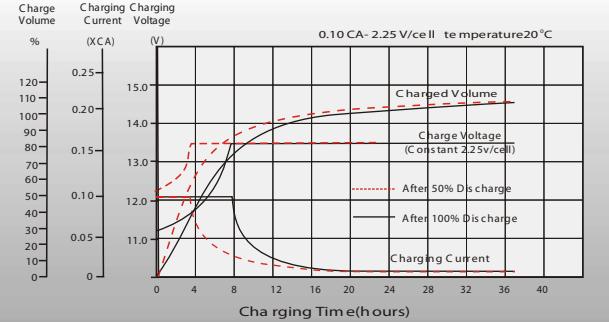 Charge Charging Charging
Volume Current Voltage
% (XCA) (V)
0.10 CA-2.25 V/cell temperature20°C
120
110
100
90
80
70
60
50
40
30
20
10
0
0.25
0.20
0.15
0.10
0.05
0
15.0
14.0
13.0
12.0
11.0
Charged Volume
Charge Voltage
(Constant 2.25v/cell)
After 50% Discharge
After 100% Discharge
Charging Current
0 4 8 12 16 20 24 28 32 36 40
Charging Time(hours)